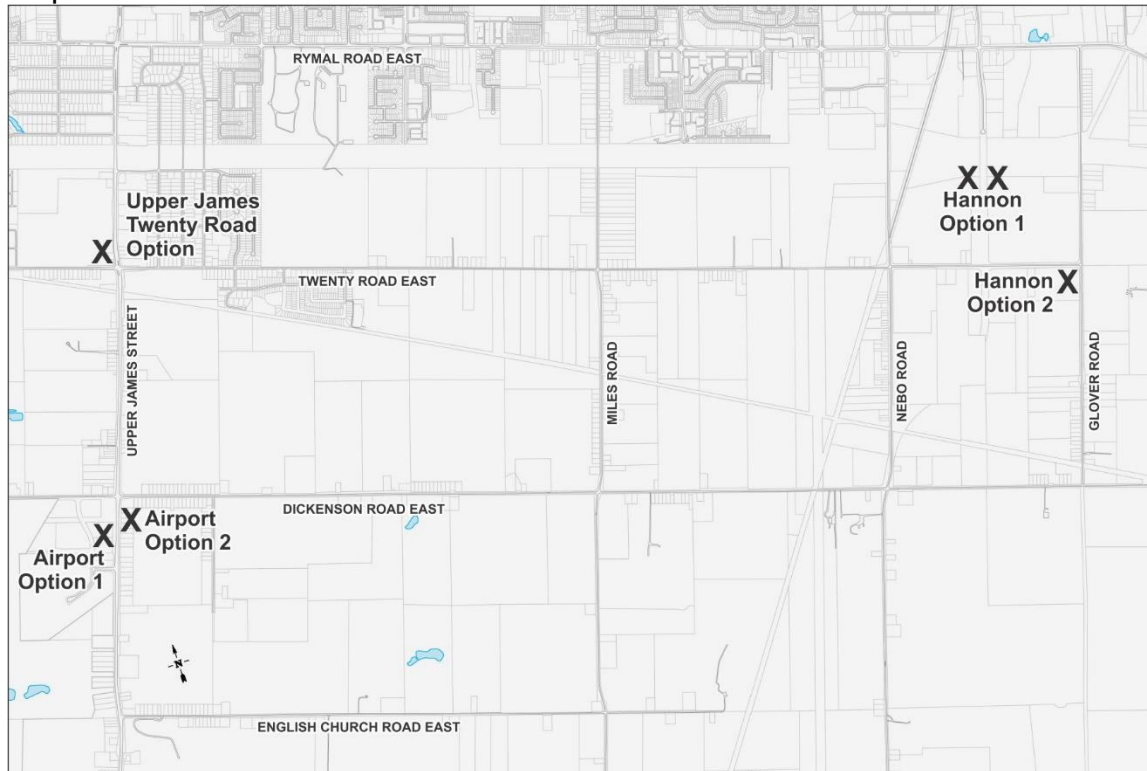 RYMAL ROAD EAST
X X
Hannon
Option 1
Upper James
Twenty Road
Option
X
TWENTY ROAD EAST
Hannon X
Option 2
UPPER JAMES STREET
MILES ROAD
NEBO ROAD
GLOVER ROAD
DICKENSON ROAD EAST
X Airport
Option 2
X
Airport
Option 1
N
ENGLISH CHURCH ROAD EAST